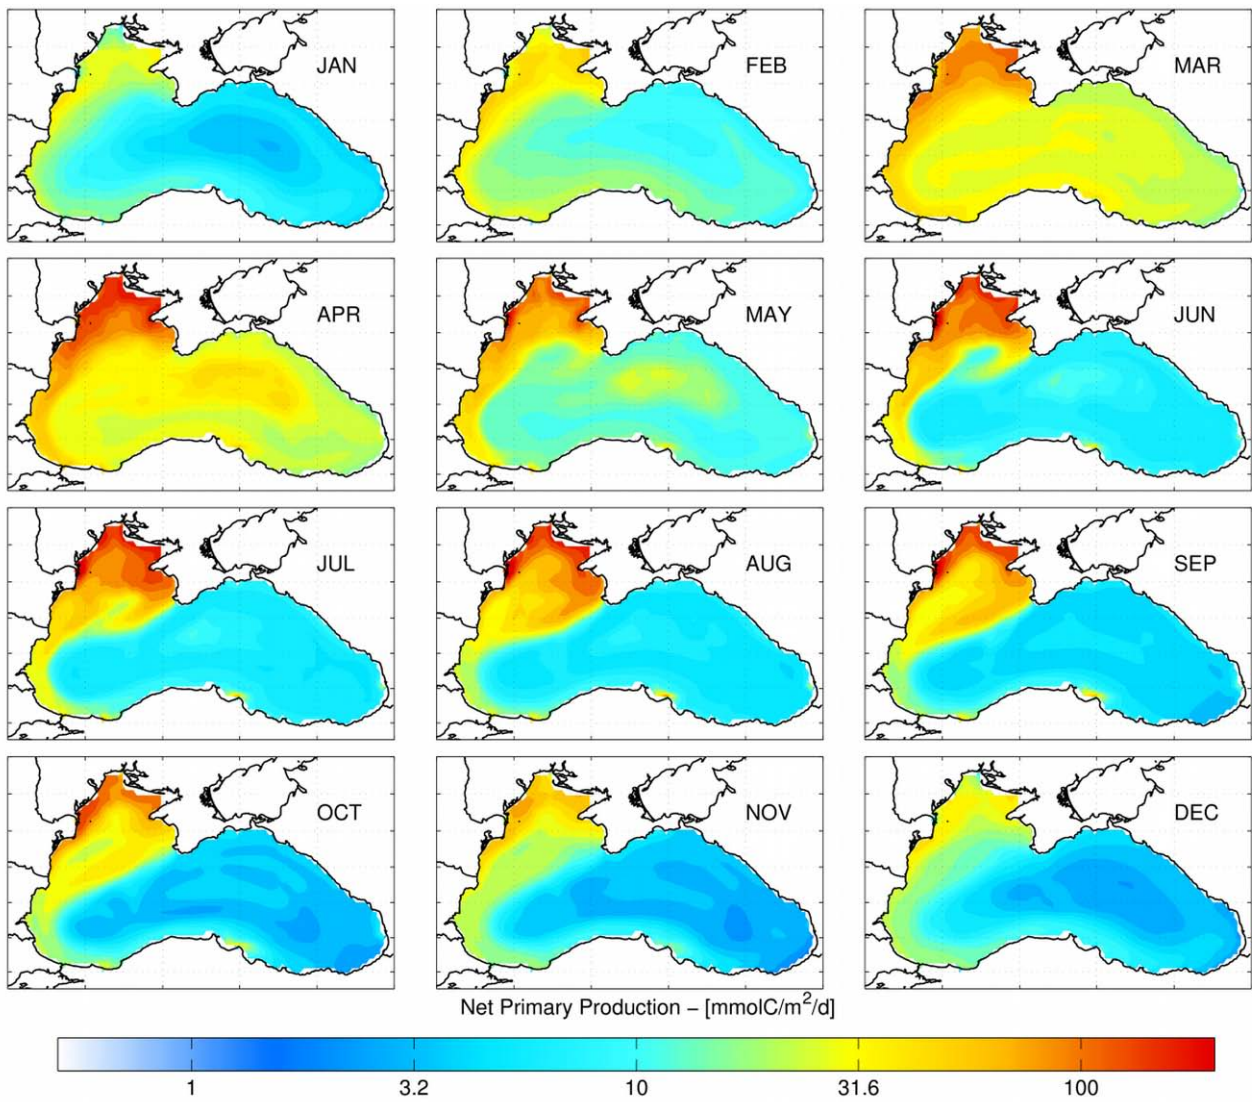 JAN
FEB
MAR
APR
MAY
JUN
JUL
AUG
SEP
OCT
NOV
DEC
Net Primary Production − [mmolC/m²/d]
1 3.2 10 31.6 100